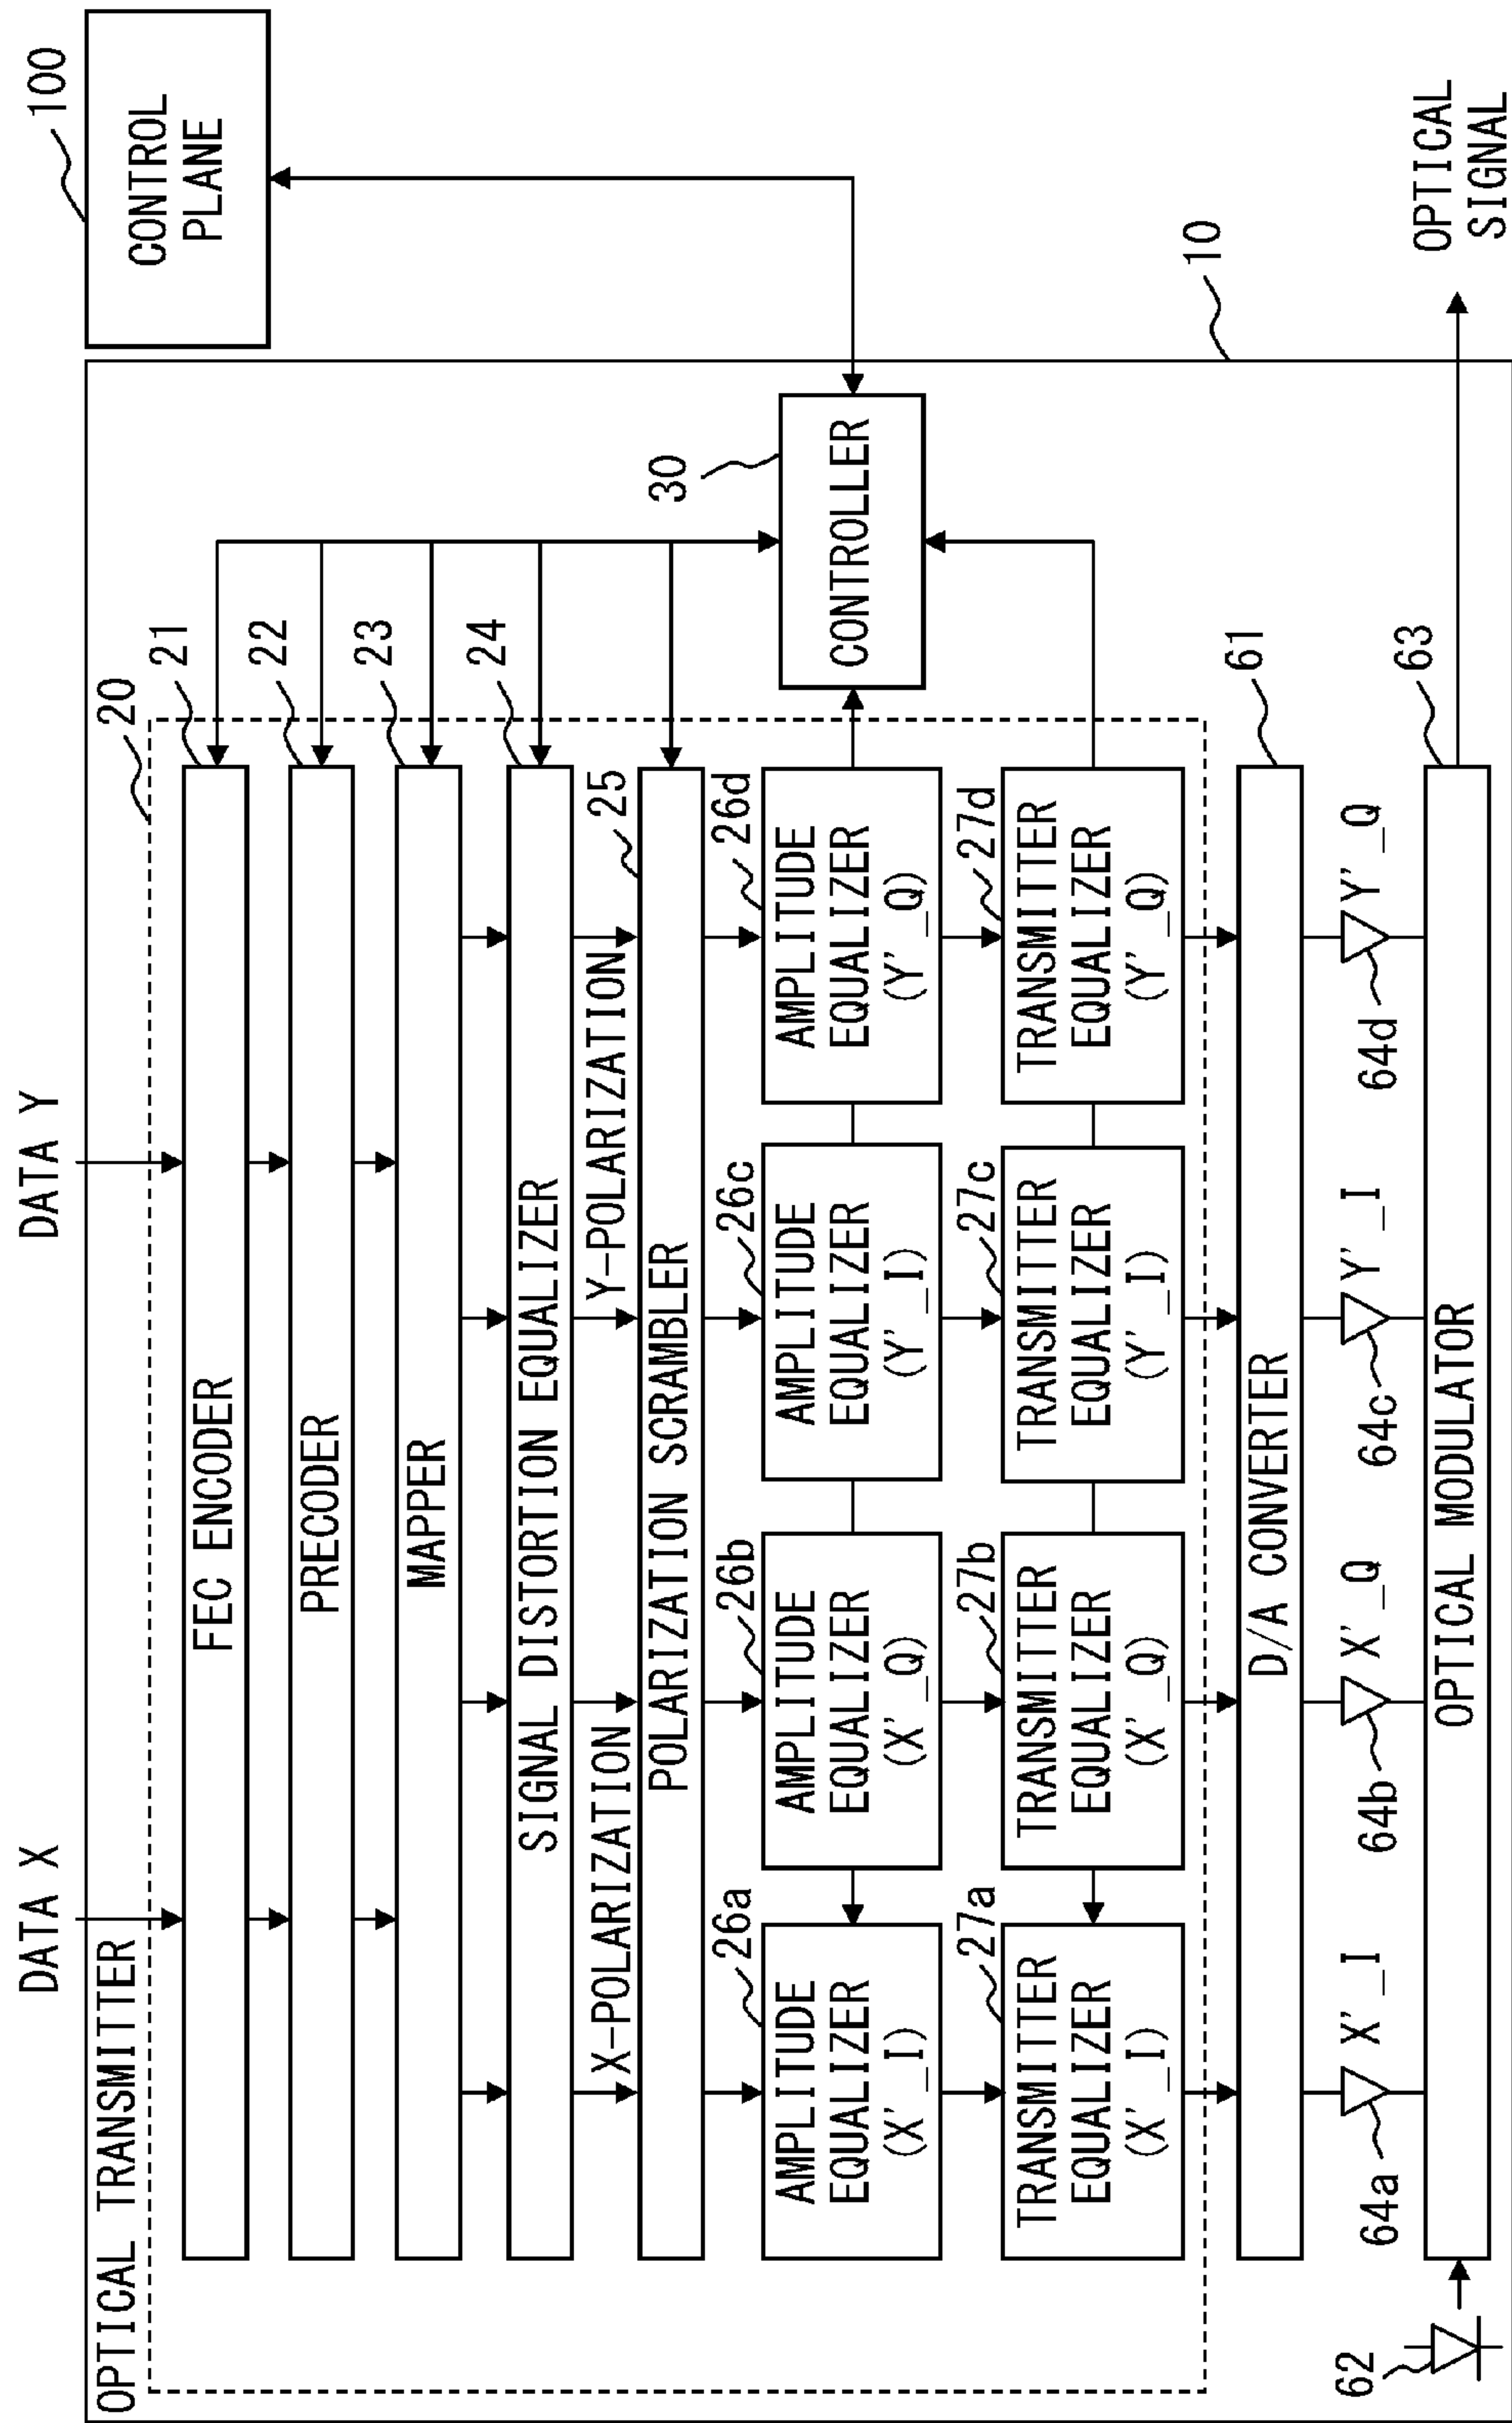 DATA X
DATA Y
OPTICAL TRANSMITTER
20
100
CONTROL
PLANE
FEC ENCODER
21
PRECODER
22
MAPPER
23
SIGNAL DISTORTION EQUALIZER
24
X-POLARIZATION
Y-POLARIZATION
25
POLARIZATION SCRAMBLER
30
CONTROLLER
26a
AMPLITUDE
EQUALIZER
(X'_I)
26b
AMPLITUDE
EQUALIZER
(X'_Q)
26c
AMPLITUDE
EQUALIZER
(Y'_I)
26d
AMPLITUDE
EQUALIZER
(Y'_Q)
27a
TRANSMITTER
EQUALIZER
(X'_I)
27b
TRANSMITTER
EQUALIZER
(X'_Q)
27c
TRANSMITTER
EQUALIZER
(Y'_I)
27d
TRANSMITTER
EQUALIZER
(Y'_Q)
10
D/A CONVERTER
61
64a
X'_I
64b
X'_Q
64c
Y'_I
64d
Y'_Q
62
OPTICAL MODULATOR
63
OPTICAL
SIGNAL